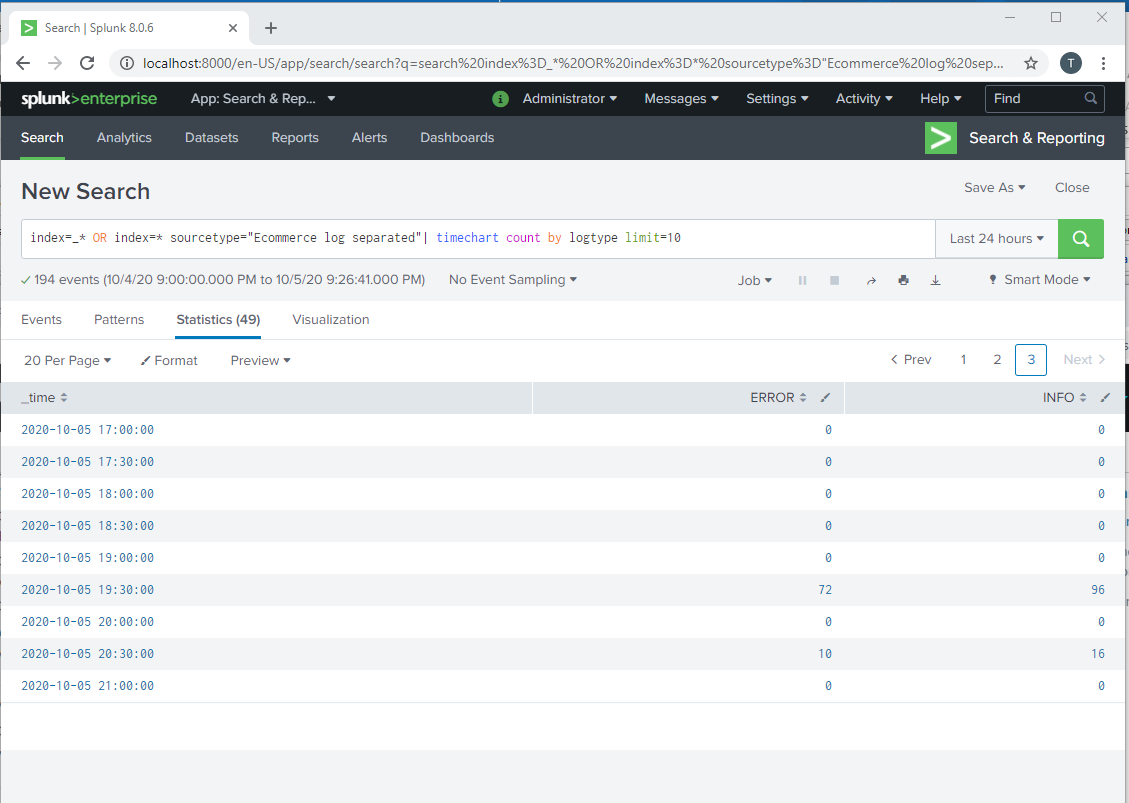 Search | Splunk 8.0.6
localhost:8000/en-US/app/search/search?q=search%20index%3D_*%20OR%20index%3D*%20sourcetype%3D"Ecommerce%20log%20sep...
T
splunk>enterprise App: Search & Rep... i Administrator Messages Settings Activity Help Find
Search Analytics Datasets Reports Alerts Dashboards > Search & Reporting
New Search Save As Close
index=_* OR index=* sourcetype="Ecommerce log separated"| timechart count by logtype limit=10 Last 24 hours
194 events (10/4/20 9:00:00.000 PM to 10/5/20 9:26:41.000 PM) No Event Sampling Job Smart Mode
Events Patterns Statistics (49) Visualization
20 Per Page Format Preview < Prev 1 2 3 Next >
_time ERROR INFO
2020-10-05 17:00:00 0 0
2020-10-05 17:30:00 0 0
2020-10-05 18:00:00 0 0
2020-10-05 18:30:00 0 0
2020-10-05 19:00:00 0 0
2020-10-05 19:30:00 72 96
2020-10-05 20:00:00 0 0
2020-10-05 20:30:00 10 16
2020-10-05 21:00:00 0 0